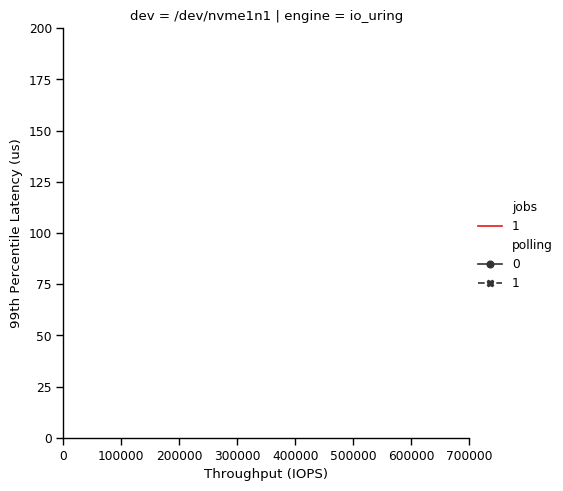 dev = /dev/nvme1n1 | engine = io_uring
200
175
150
125
100
75
50
25
0
99th Percentile Latency (us)
0 100000 200000 300000 400000 500000 600000 700000
Throughput (IOPS)
jobs
1
polling
0
1